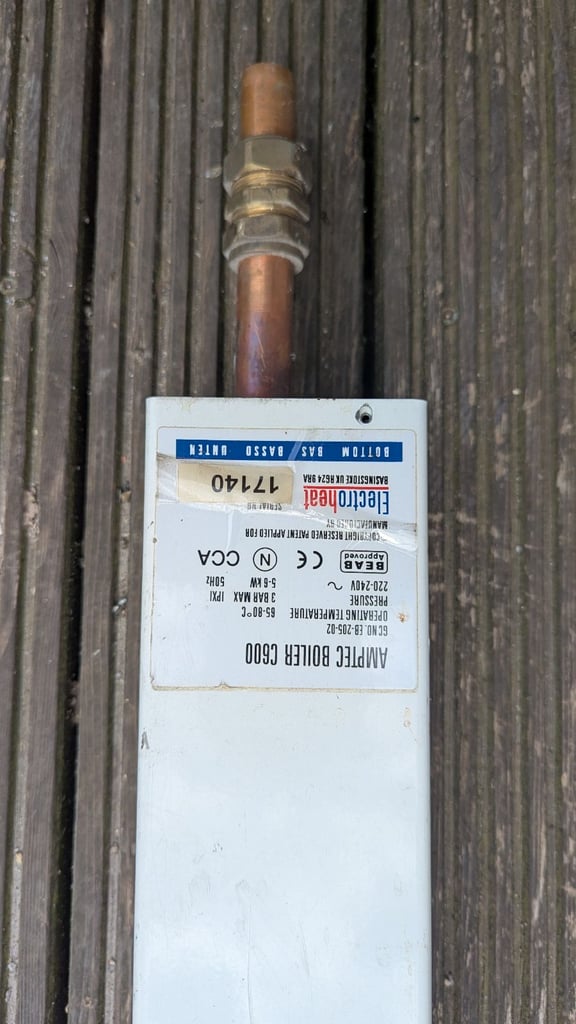 AMPTEC BOILER C600
GC NO. EB-205-02
OPERATING TEMPERATURE 65-80°C
PRESSURE 3 BAR MAX IPXI
220-240V ~ 5-6 kW 50Hz
BEAB Approved CE N CCA
©COPYRIGHT RESERVED PATENT APPLIED FOR
MANUFACTURED BY SERIAL NO
Electroheat 17140
BASINGSTOKE UK RG24 9RA
BOTTOM BAS BASSO UNTEN